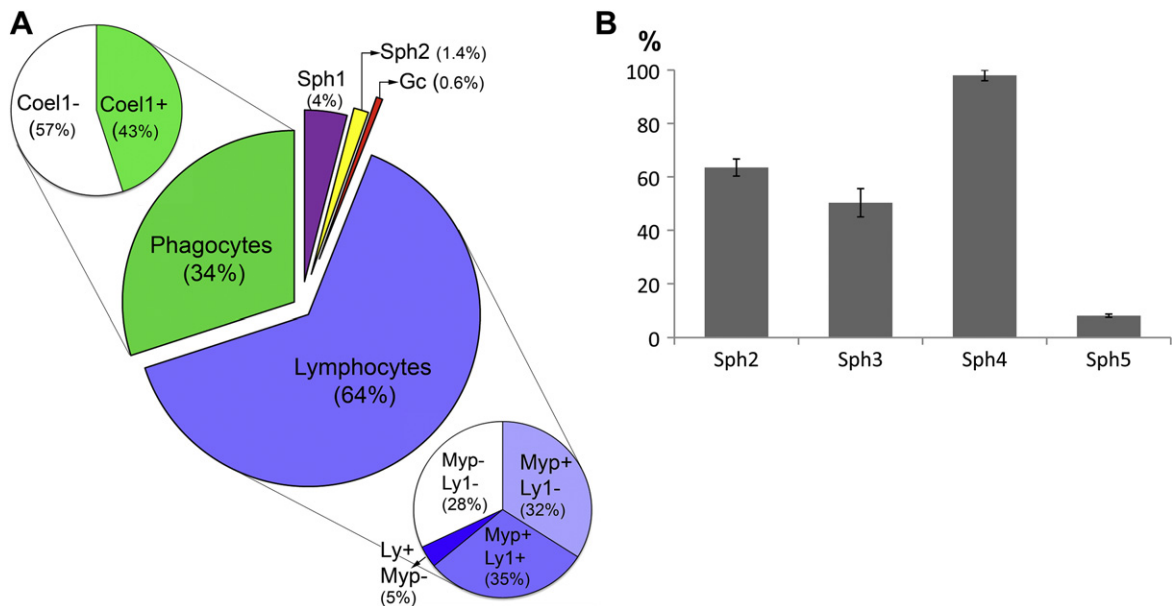 A
Coel1-
(57%)
Coel1+
(43%)
Sph1
(4%)
Sph2 (1.4%)
Gc (0.6%)
Phagocytes
(34%)
Lymphocytes
(64%)
Myp-
Ly1-
(28%)
Myp+
Ly1-
(32%)
Myp+
Ly1+
(35%)
Ly+
Myp-
(5%)
B
%
100
80
60
40
20
0
Sph2 Sph3 Sph4 Sph5